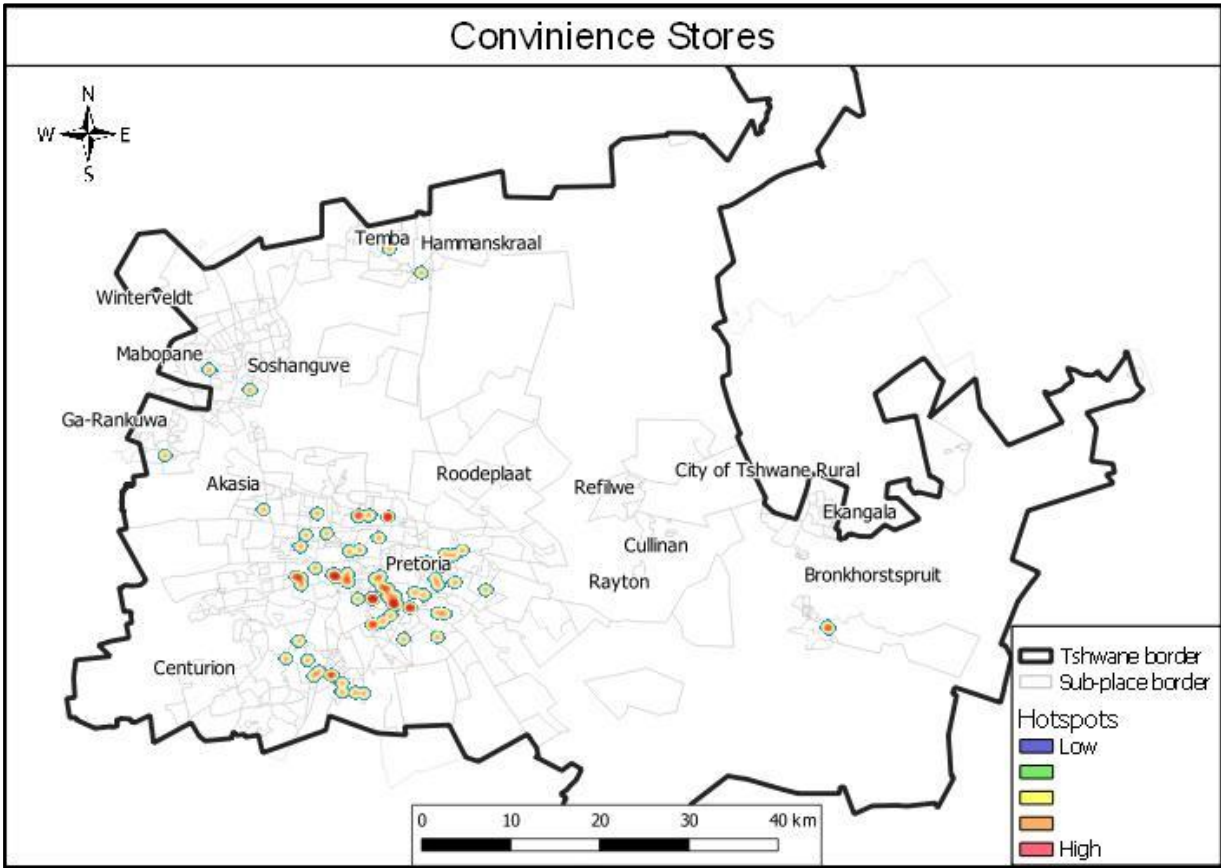 Convinience Stores
N
W E
S
Temba
Hammanskraal
Winterveldt
Mabopane
Soshanguve
Ga-Rankuwa
Akasia
Roodeplaat
Refilwe
City of Tshwane Rural
Ekangala
Cullinan
Pretoria
Rayton
Bronkhorstspruit
Centurion
Tshwane border
Sub-place border
Hotspots
Low
High
0 10 20 30 40 km